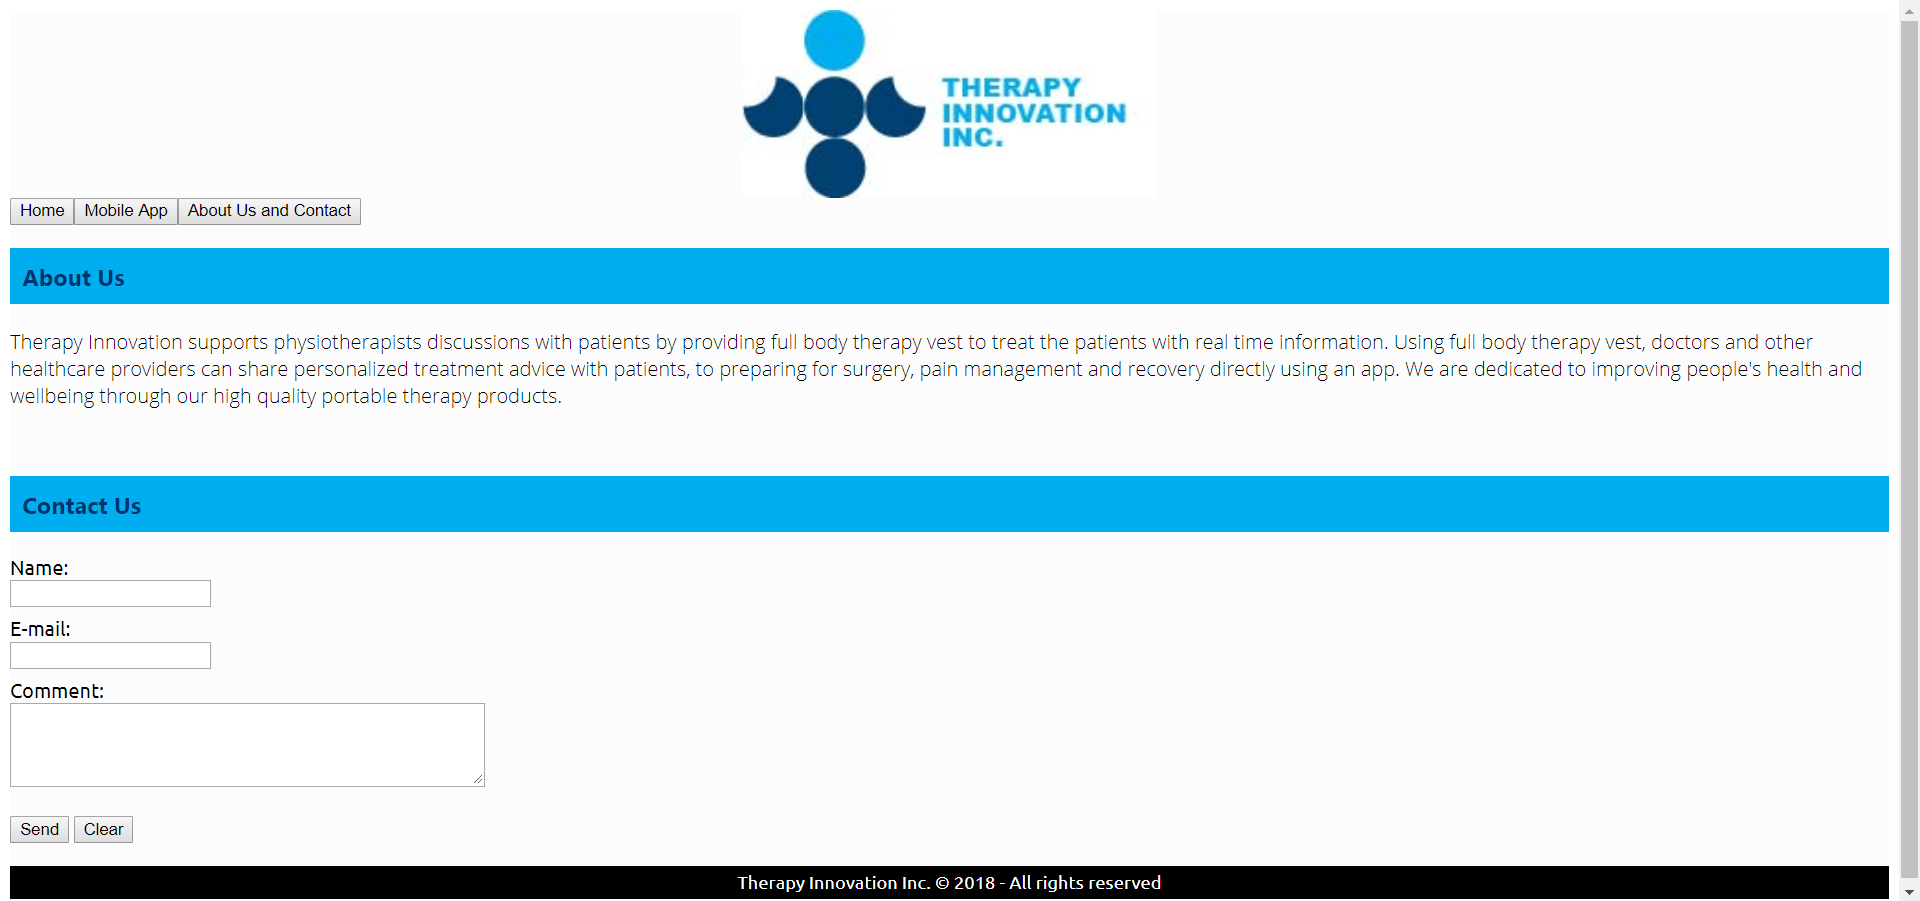 THERAPY
INNOVATION
INC.
Home Mobile App About Us and Contact
About Us
Therapy Innovation supports physiotherapists discussions with patients by providing full body therapy vest to treat the patients with real time information. Using full body therapy vest, doctors and other
healthcare providers can share personalized treatment advice with patients, to preparing for surgery, pain management and recovery directly using an app. We are dedicated to improving people's health and
wellbeing through our high quality portable therapy products.
Contact Us
Name:
E-mail:
Comment:
Send Clear
Therapy Innovation Inc. © 2018 - All rights reserved